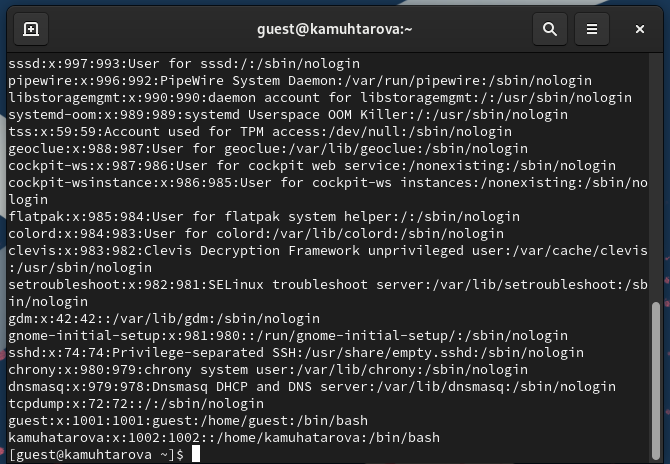 guest@kamuhtarova:~
sssd:x:997:993:User for sssd:/:/sbin/nologin
pipewire:x:996:992:PipeWire System Daemon:/var/run/pipewire:/sbin/nologin
libstoragemgmt:x:990:990:daemon account for libstoragemgmt:/:/usr/sbin/nologin
systemd-oom:x:989:989:systemd Userspace OOM Killer:/:/usr/sbin/nologin
tss:x:59:59:Account used for TPM access:/dev/null:/sbin/nologin
geoclue:x:988:987:User for geoclue:/var/lib/geoclue:/sbin/nologin
cockpit-ws:x:987:986:User for cockpit web service:/nonexisting:/sbin/nologin
cockpit-wsinstance:x:986:985:User for cockpit-ws instances:/nonexisting:/sbin/no
login
flatpak:x:985:984:User for flatpak system helper:/:/sbin/nologin
colord:x:984:983:User for colord:/var/lib/colord:/sbin/nologin
clevis:x:983:982:Clevis Decryption Framework unprivileged user:/var/cache/clevis
:/usr/sbin/nologin
setroubleshoot:x:982:981:SELinux troubleshoot server:/var/lib/setroubleshoot:/sb
in/nologin
gdm:x:42:42::/var/lib/gdm:/sbin/nologin
gnome-initial-setup:x:981:980::/run/gnome-initial-setup/:/sbin/nologin
sshd:x:74:74:Privilege-separated SSH:/usr/share/empty.sshd:/sbin/nologin
chrony:x:980:979:chrony system user:/var/lib/chrony:/sbin/nologin
dnsmasq:x:979:978:Dnsmasq DHCP and DNS server:/var/lib/dnsmasq:/sbin/nologin
tcpdump:x:72:72::/:/sbin/nologin
guest:x:1001:1001:guest:/home/guest:/bin/bash
kamuhatarova:x:1002:1002::/home/kamuhatarova:/bin/bash
[guest@kamuhtarova ~]$